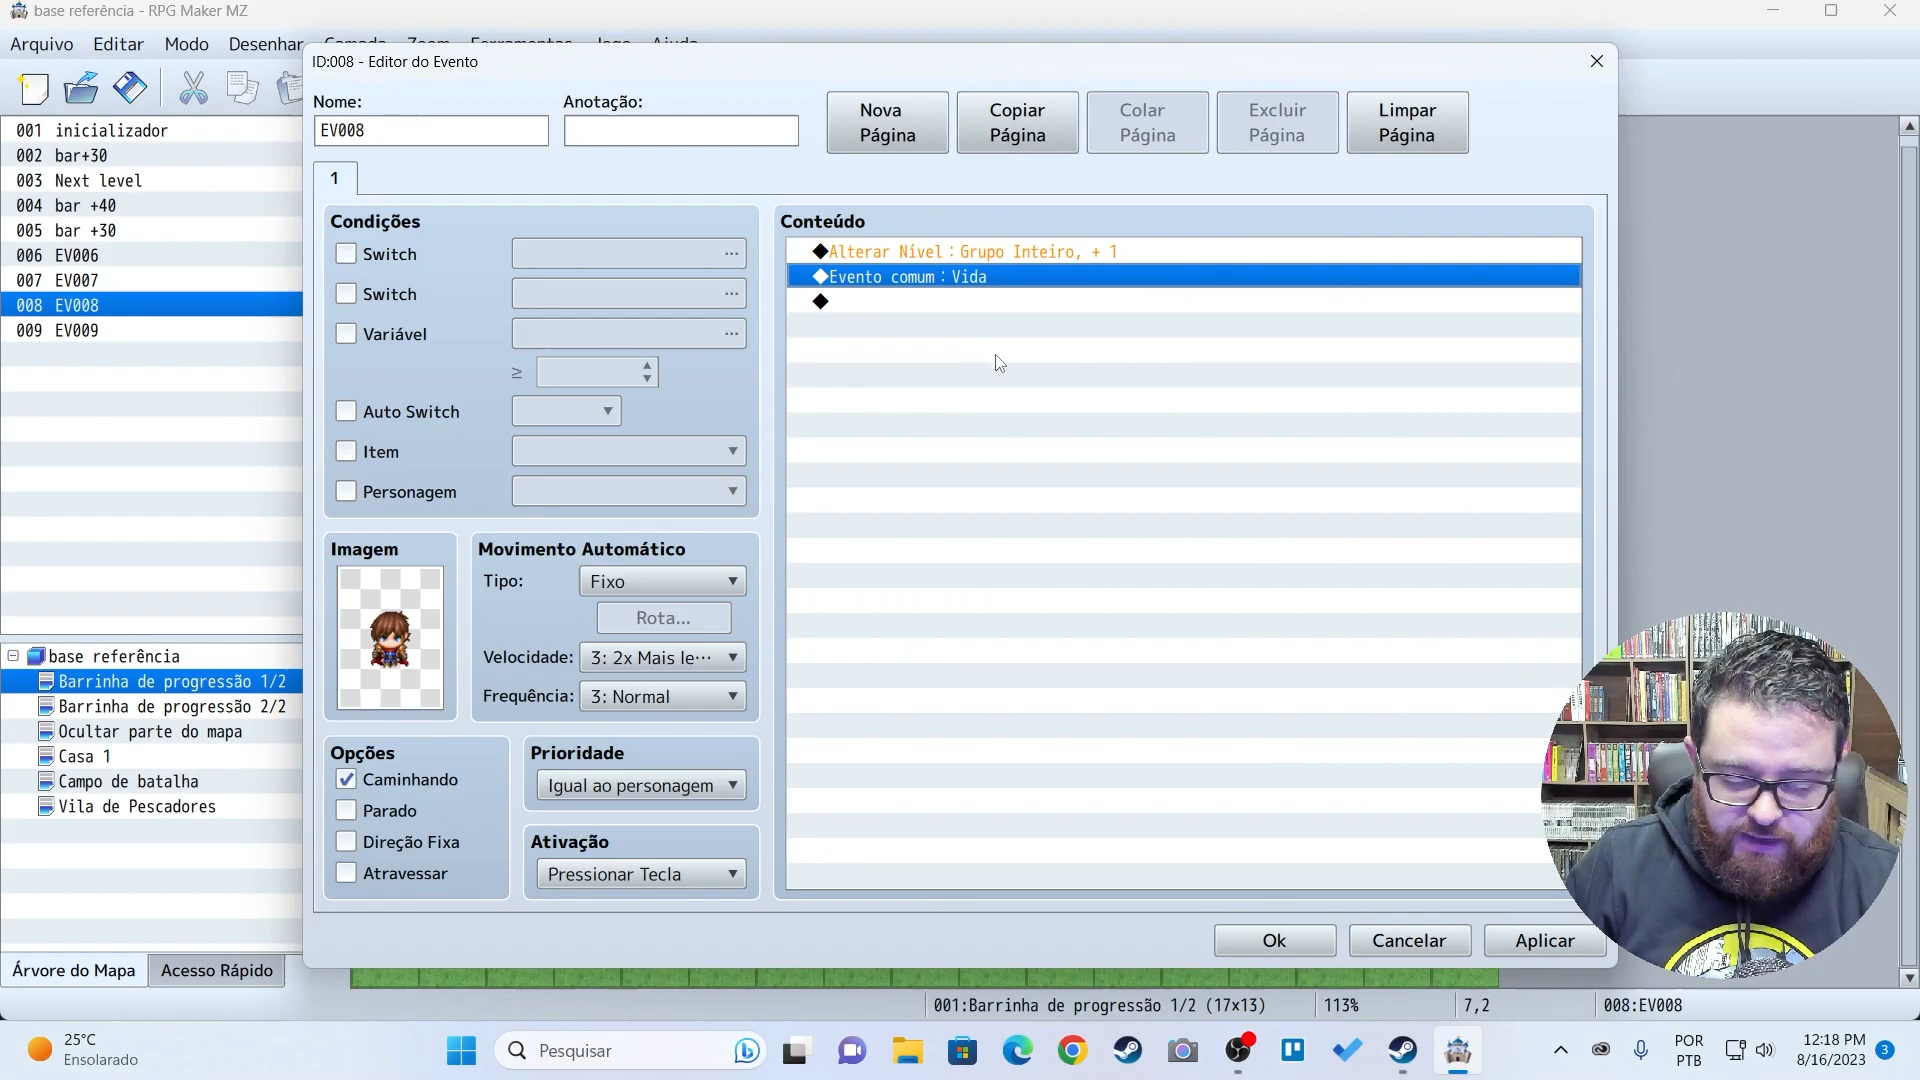 base referência - RPG Maker MZ
Arquivo Editar Modo Desenhar
ID:008 - Editor do Evento
Nome:
Anotação:
EV008
Nova Página
Copiar Página
Colar Página
Excluir Página
Limpar Página
001 inicializador
002 bar+30
003 Next level
004 bar +40
005 bar +30
006 EV006
007 EV007
008 EV008
009 EV009
1
Condições
Switch
...
Switch
...
Variável
...
≥
Auto Switch
Item
Personagem
Conteúdo
◆Alterar Nível：Grupo Inteiro, + 1
◆Evento comum：Vida
◆
Imagem
Movimento Automático
Tipo:
Fixo
Rota...
Velocidade:
3: 2x Mais le···
Frequência:
3: Normal
Opções
Caminhando
Parado
Direção Fixa
Atravessar
Prioridade
Igual ao personagem
Ativação
Pressionar Tecla
base referência
Barrinha de progressão 1/2
Barrinha de progressão 2/2
Ocultar parte do mapa
Casa 1
Campo de batalha
Vila de Pescadores
Ok
Cancelar
Aplicar
Árvore do Mapa
Acesso Rápido
001:Barrinha de progressão 1/2 (17x13)
113%
7,2
008:EV008
25°C
Ensolarado
Pesquisar
POR
PTB
12:18 PM
8/16/2023
3